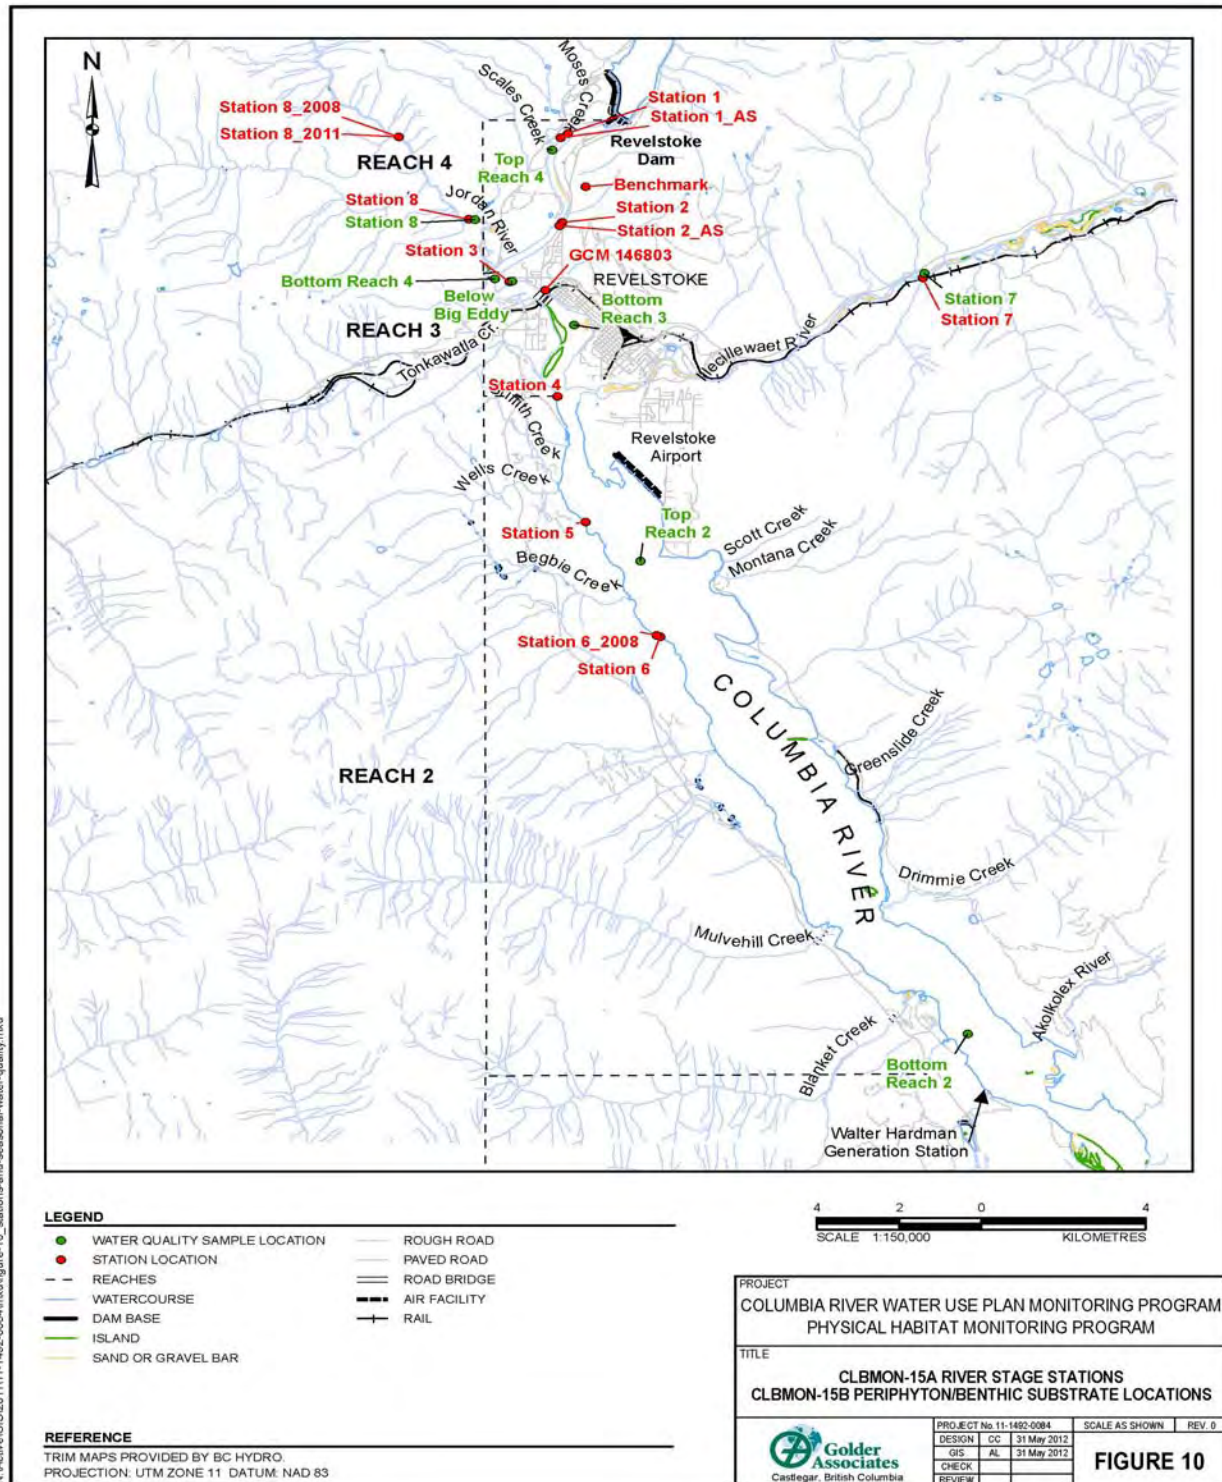 N
Moses Creek
Scales Creek
Station 1
Station 1_AS
Station 8_2008
Station 8_2011
REACH 4
Revelstoke
Dam
Top
Reach 4
Benchmark
Jordan River
Station 8
Station 8
Station 2
Station 2_AS
Station 3
GCM 146803
REVELSTOKE
Bottom Reach 4
Below
Big Eddy
Bottom
Reach 3
Station 7
Station 7
REACH 3
Tonkawatla Cr.
Illecillewaet River
Station 4
Griffith Creek
Revelstoke
Airport
Wells Creek
Top
Reach 2
Station 5
Scott Creek
Montana Creek
Begbie Creek
Station 6_2008
Station 6
COLUMBIA RIVER
Greenslide Creek
REACH 2
Drimmie Creek
Mulvehill Creek
Akolkolex River
Blanket Creek
Bottom
Reach 2
Walter Hardman
Generation Station
LEGEND
WATER QUALITY SAMPLE LOCATION
STATION LOCATION
REACHES
WATERCOURSE
DAM BASE
ISLAND
SAND OR GRAVEL BAR
ROUGH ROAD
PAVED ROAD
ROAD BRIDGE
AIR FACILITY
RAIL
4 2 0 4
SCALE 1:150,000 KILOMETRES
REFERENCE
TRIM MAPS PROVIDED BY BC HYDRO.
PROJECTION: UTM ZONE 11 DATUM: NAD 83
PROJECT
COLUMBIA RIVER WATER USE PLAN MONITORING PROGRAM
PHYSICAL HABITAT MONITORING PROGRAM
TITLE
CLBMON-15A RIVER STAGE STATIONS
CLBMON-15B PERIPHYTON/BENTHIC SUBSTRATE LOCATIONS
Golder
Associates
Castlegar, British Columbia
PROJECT No. 11-1492-0084 SCALE AS SHOWN REV. 0
DESIGN CC 31 May 2012
GIS AL 31 May 2012
CHECK
REVIEW
FIGURE 10